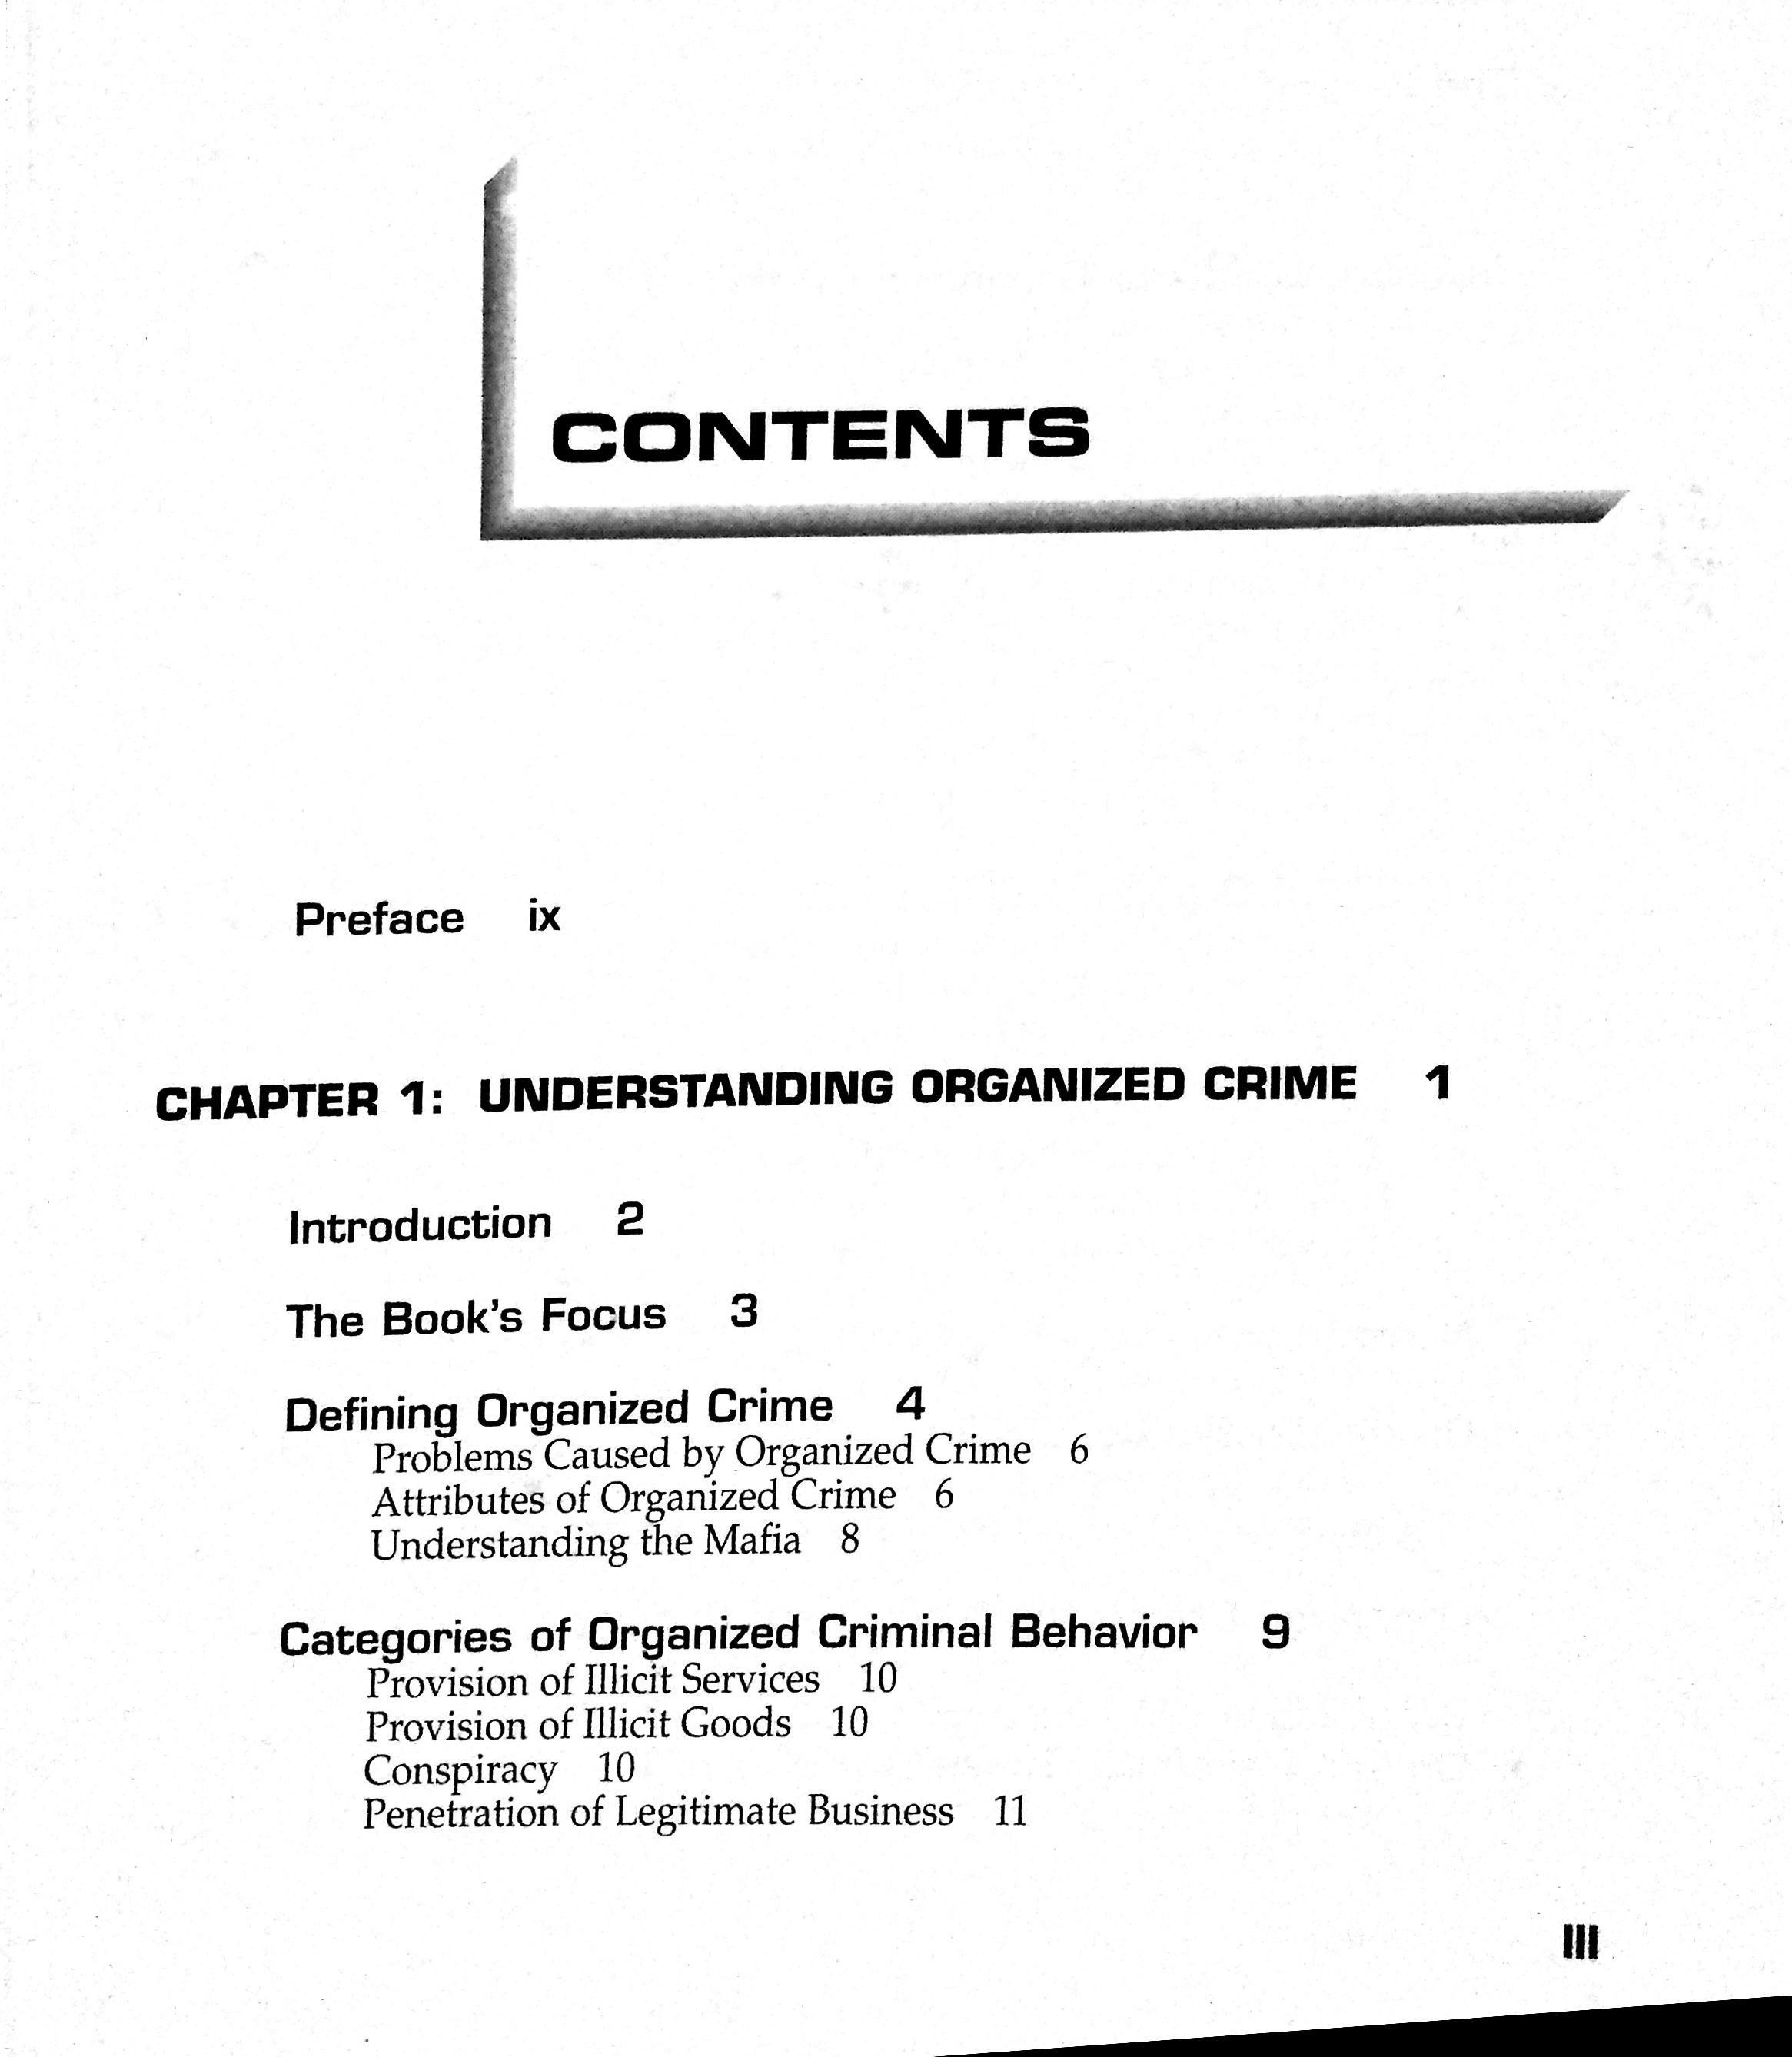 CONTENTS
Preface ix
CHAPTER 1: UNDERSTANDING ORGANIZED CRIME 1
Introduction 2
The Book's Focus 3
Defining Organized Crime 4
Problems Caused by Organized Crime 6
Attributes of Organized Crime 6
Understanding the Mafia 8
Categories of Organized Criminal Behavior 9
Provision of Illicit Services 10
Provision of Illicit Goods 10
Conspiracy 10
Penetration of Legitimate Business 11
III